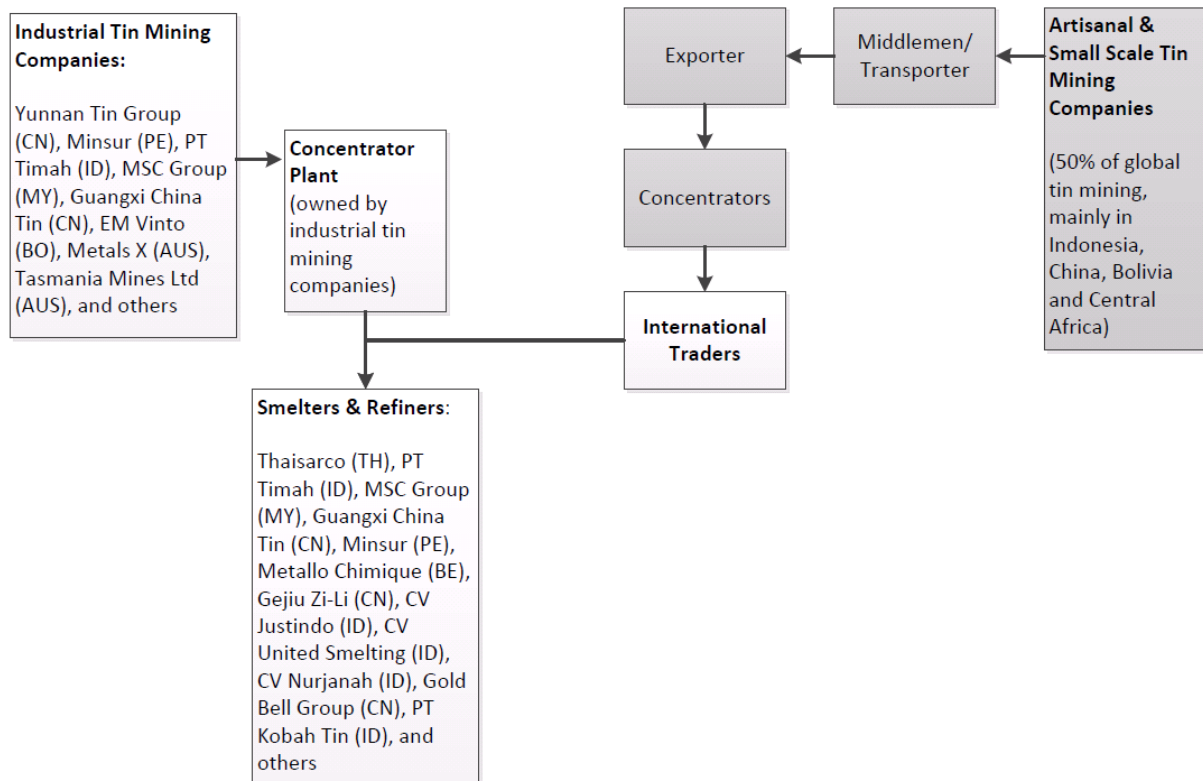 Industrial Tin Mining
Companies:
Yunnan Tin Group
(CN), Minsur (PE), PT
Timah (ID), MSC Group
(MY), Guangxi China
Tin (CN), EM Vinto
(BO), Metals X (AUS),
Tasmania Mines Ltd
(AUS), and others
Concentrator
Plant
(owned by
industrial tin
mining
companies)
Exporter
Middlemen/
Transporter
Artisanal &
Small Scale Tin
Mining
Companies
(50% of global
tin mining,
mainly in
Indonesia,
China, Bolivia
and Central
Africa)
Concentrators
International
Traders
Smelters & Refiners:
Thaisarco (TH), PT
Timah (ID), MSC Group
(MY), Guangxi China
Tin (CN), Minsur (PE),
Metallo Chimique (BE),
Gejiu Zi-Li (CN), CV
Justindo (ID), CV
United Smelting (ID),
CV Nurjanah (ID), Gold
Bell Group (CN), PT
Kobah Tin (ID), and
others